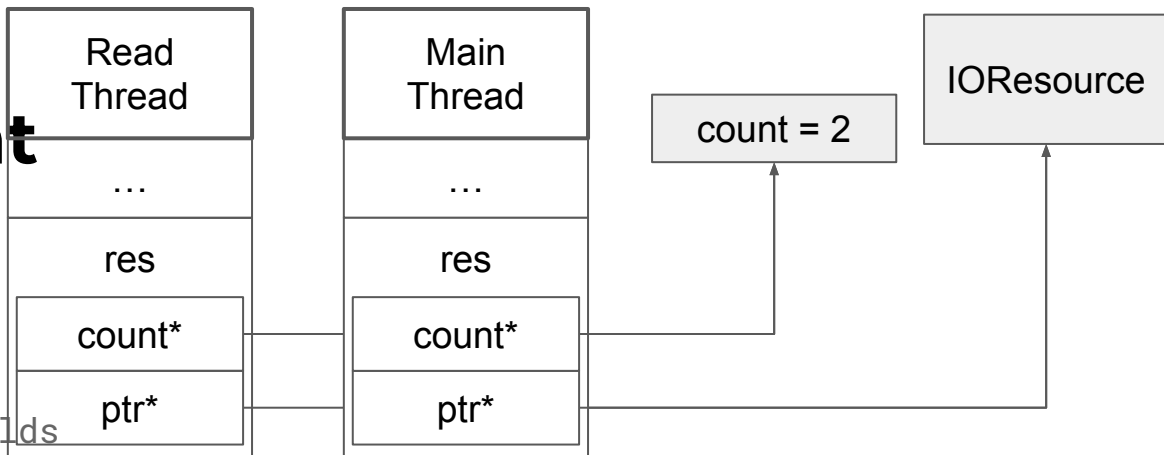 Read
Thread
…
res
count*
ptr*
Main
Thread
…
res
count*
ptr*
count = 2
IOResource